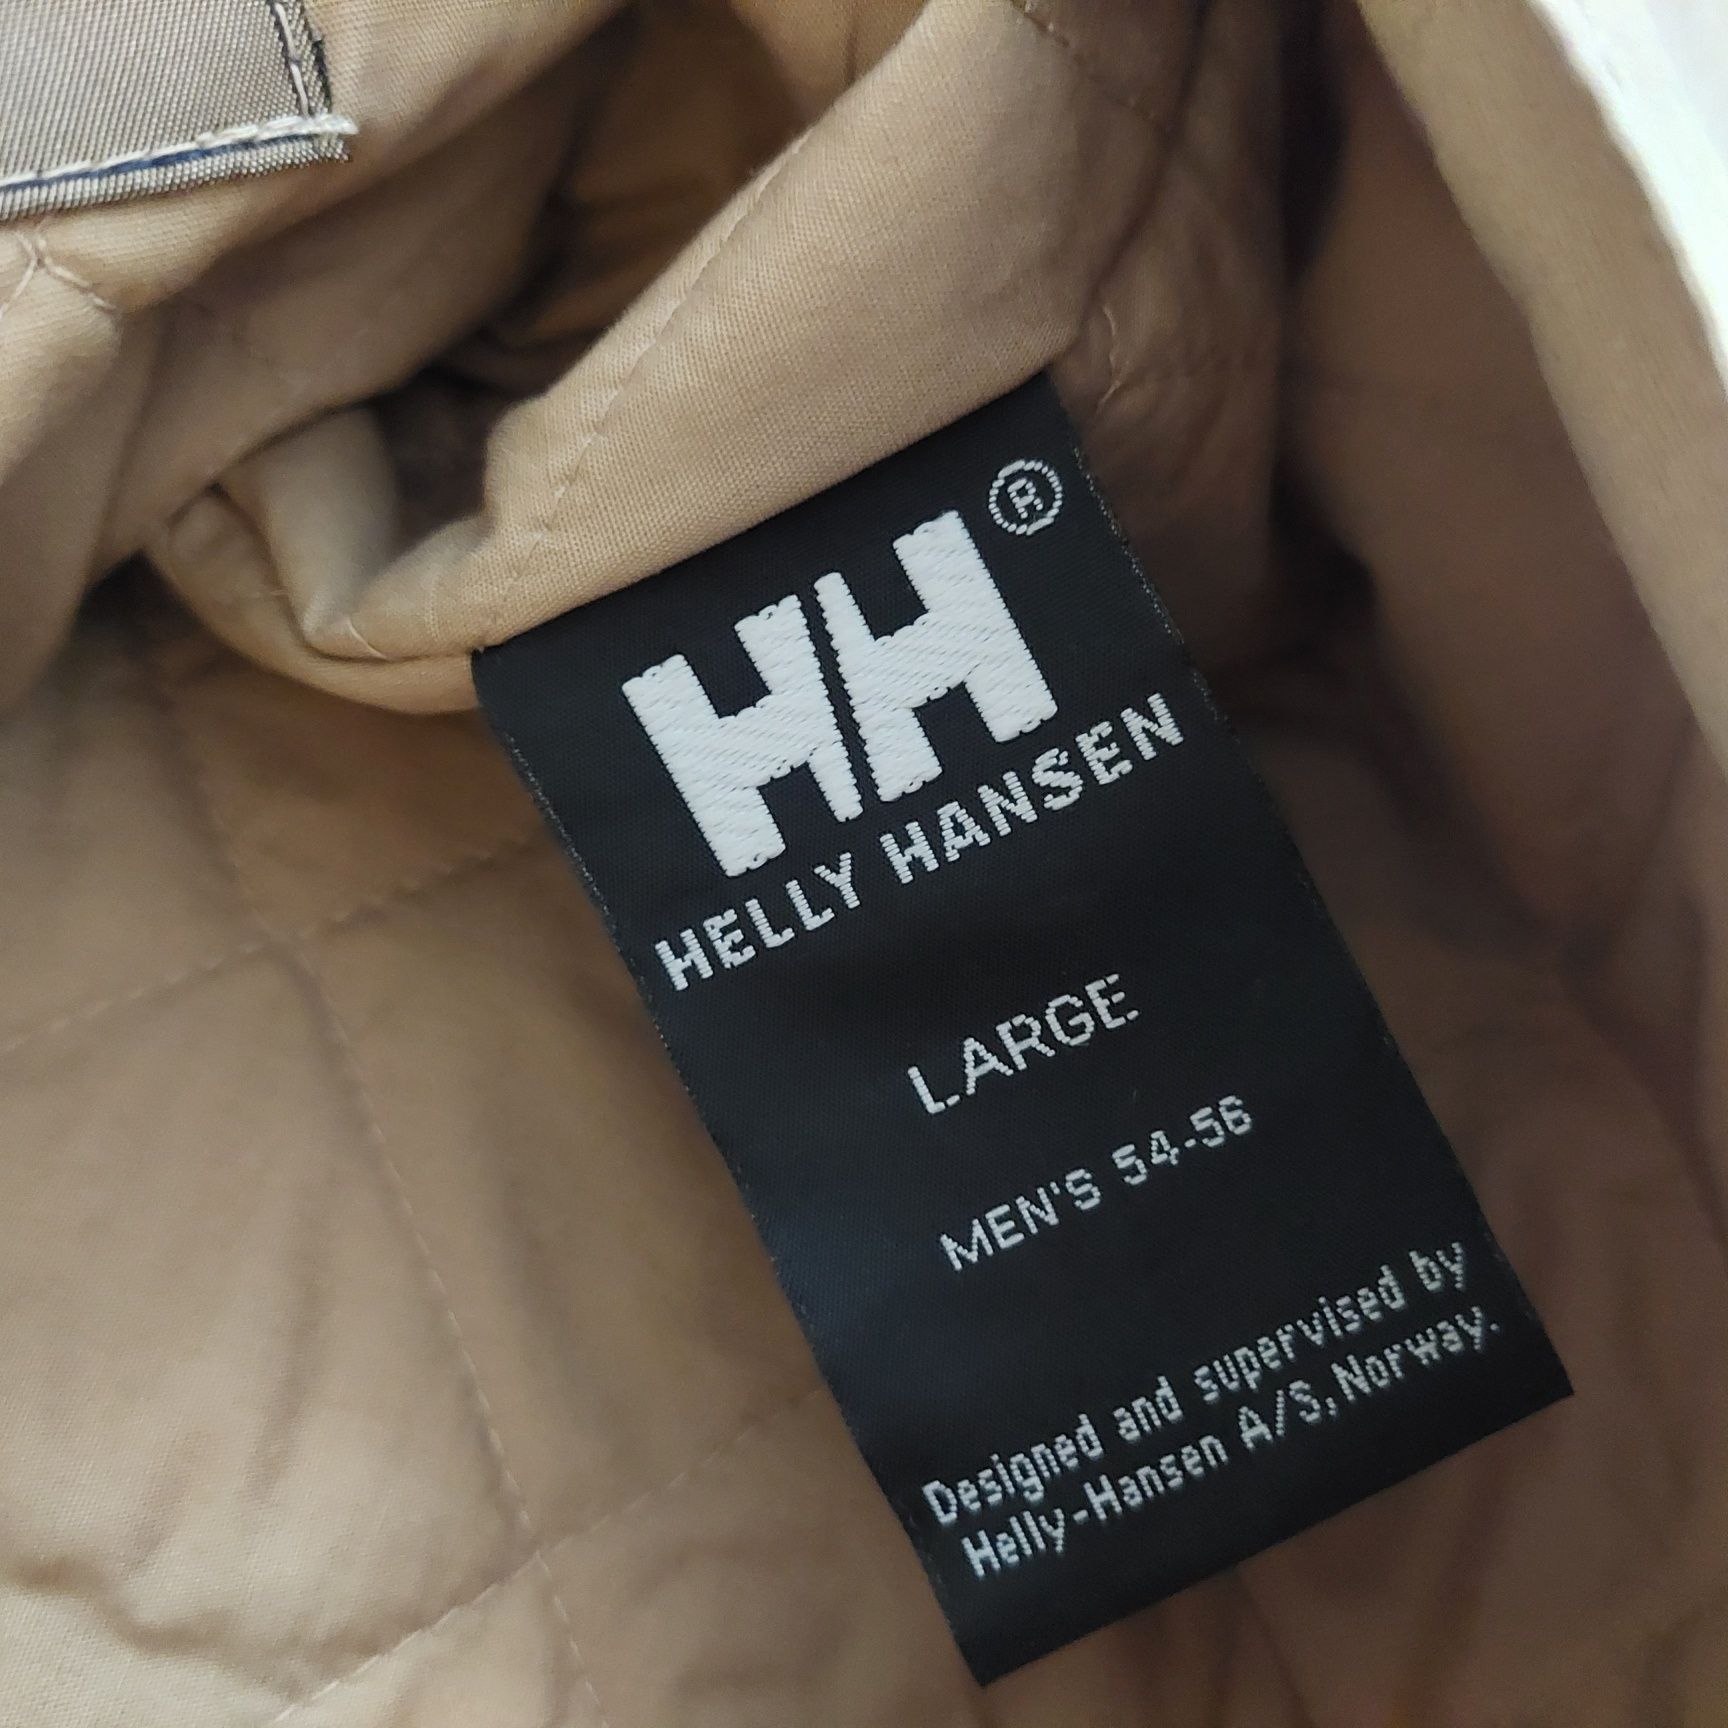 HH®
HELLY HANSEN
LARGE
MEN'S 54-56
Designed and supervised by
Helly-Hansen A/S, Norway.